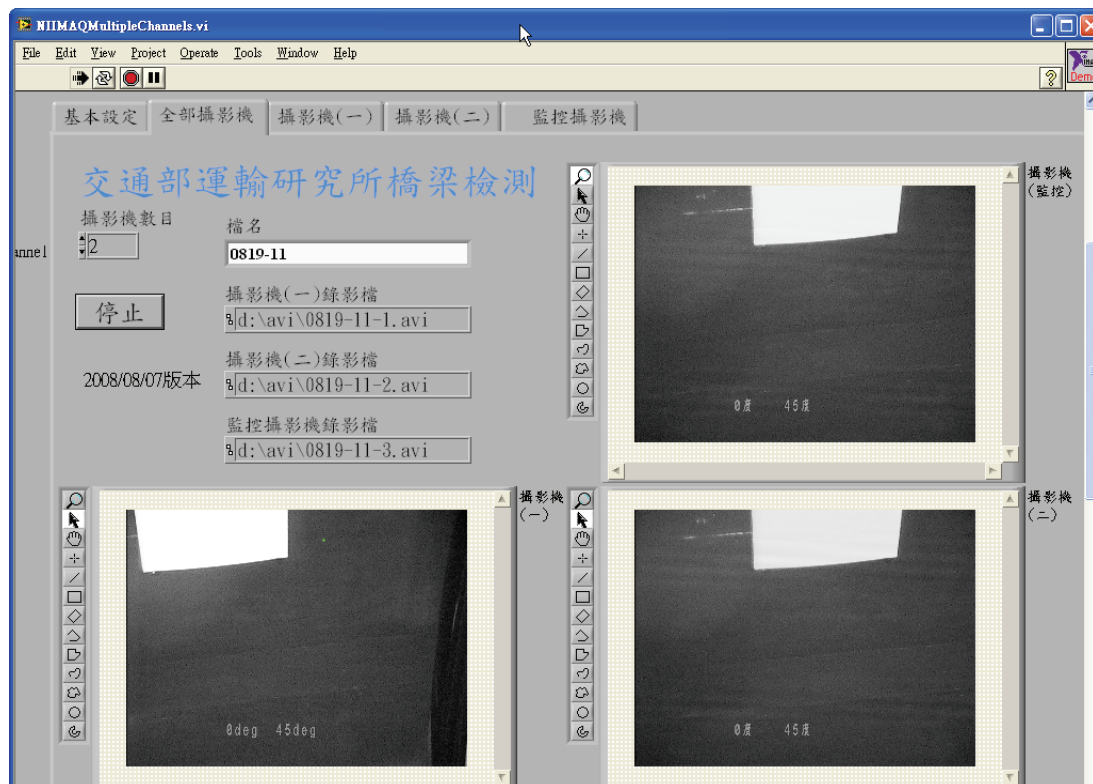 NIIMAQMultipleChannels.vi
File Edit View Project Operate Tools Window Help
?
Demo
基本設定 全部攝影機 攝影機(一) 攝影機(二) 監控攝影機
交通部運輸研究所橋梁檢測
攝影機
(監控)
攝影機數目
檔名
annel
2
0819-11
攝影機(一)錄影檔
停止
d:\avi\0819-11-1.avi
攝影機(二)錄影檔
2008/08/07版本
d:\avi\0819-11-2.avi
0度 45度
監控攝影機錄影檔
d:\avi\0819-11-3.avi
攝影機
(一)
攝影機
(二)
0deg 45deg
0度 45度